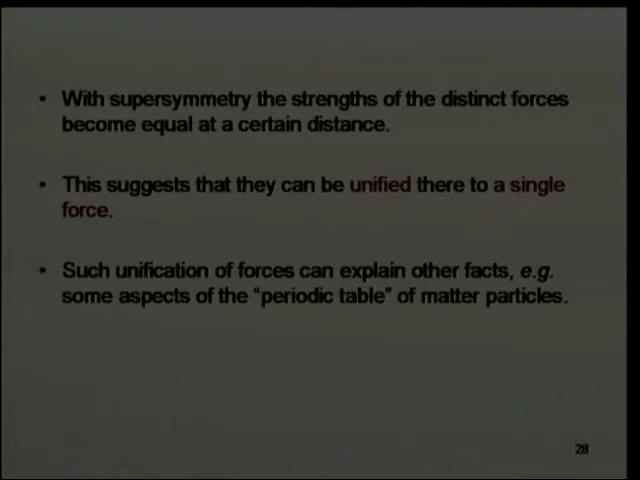 • With supersymmetry the strengths of the distinct forces
become equal at a certain distance.
• This suggests that they can be unified there to a single
force.
• Such unification of forces can explain other facts, e.g.
some aspects of the “periodic table” of matter particles.
28